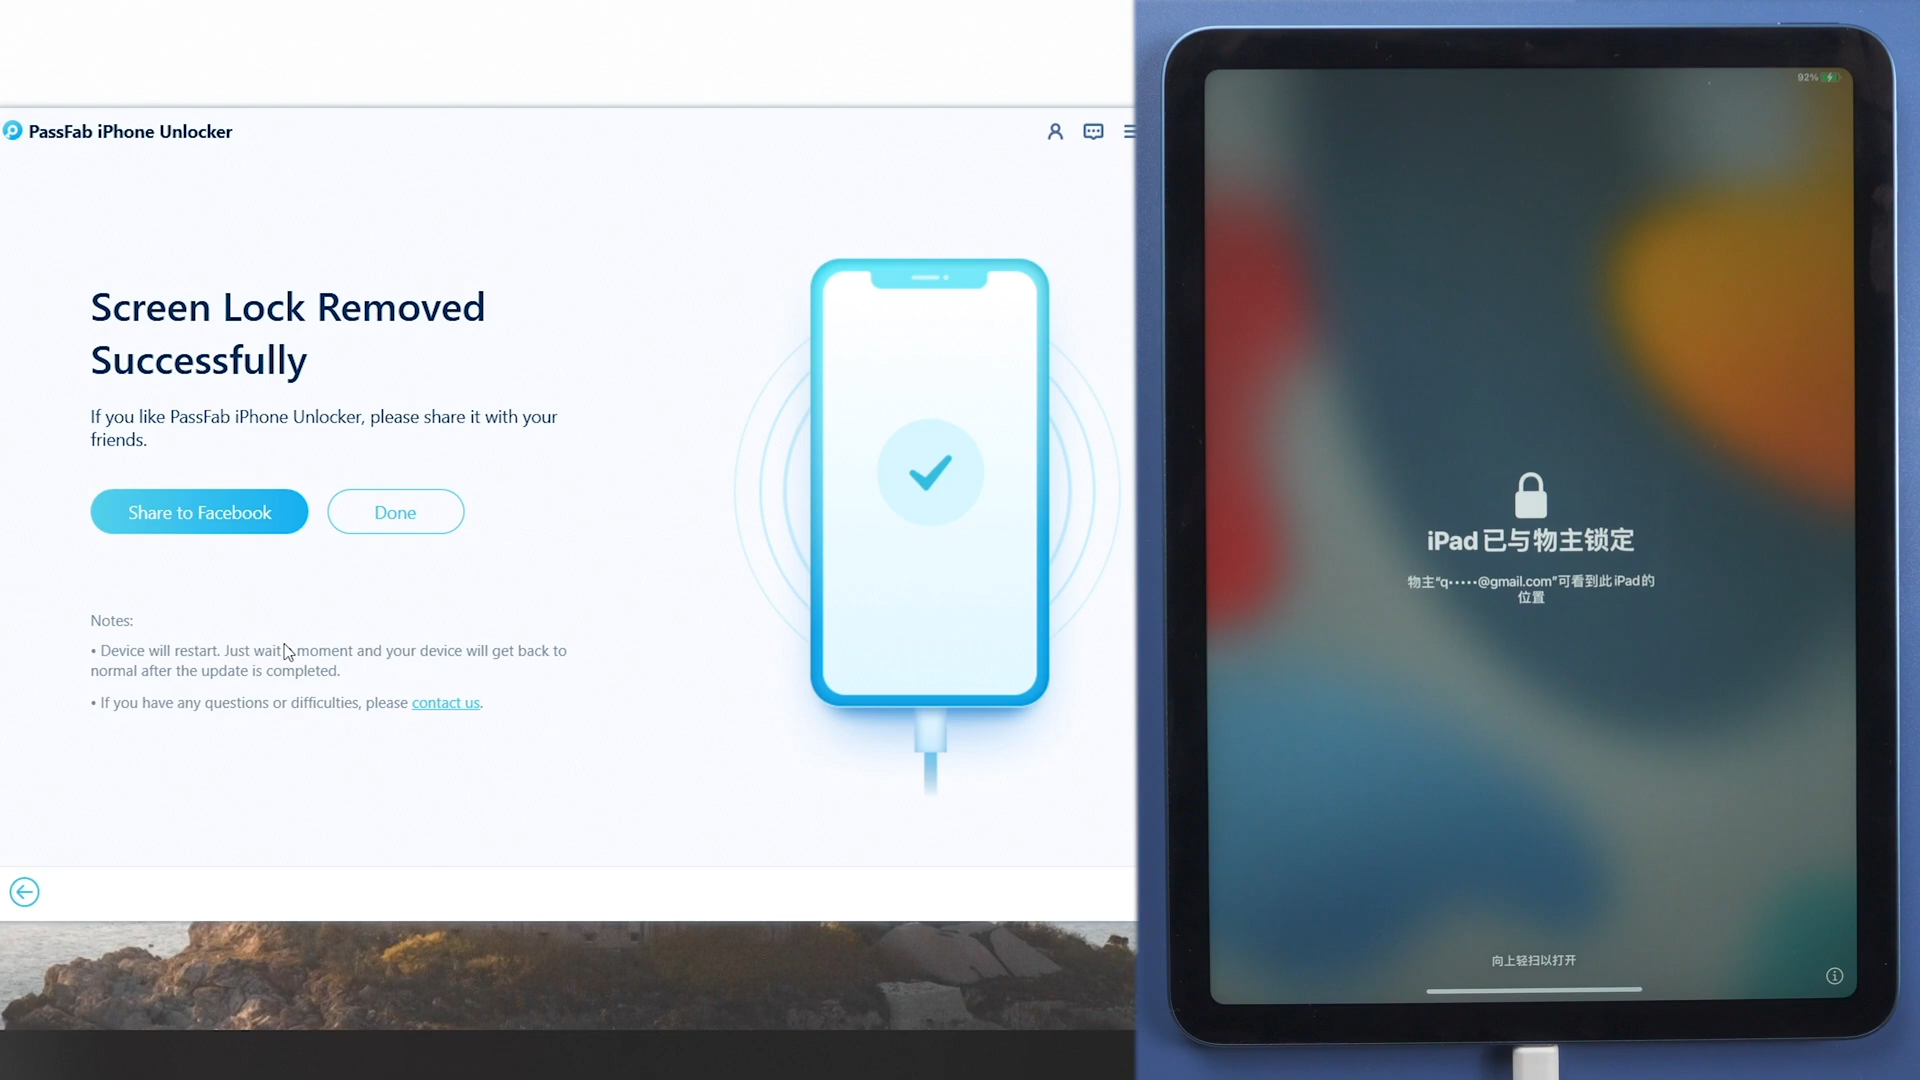 PassFab iPhone Unlocker
Screen Lock Removed
Successfully
If you like PassFab iPhone Unlocker, please share it with your
friends.
Share to Facebook
Done
Notes:
• Device will restart. Just wait moment and your device will get back to
normal after the update is completed.
• If you have any questions or difficulties, please contact us.
92%
iPad已与物主锁定
物主“q•••••@gmail.com”可看到此iPad的
位置
向上轻扫以打开